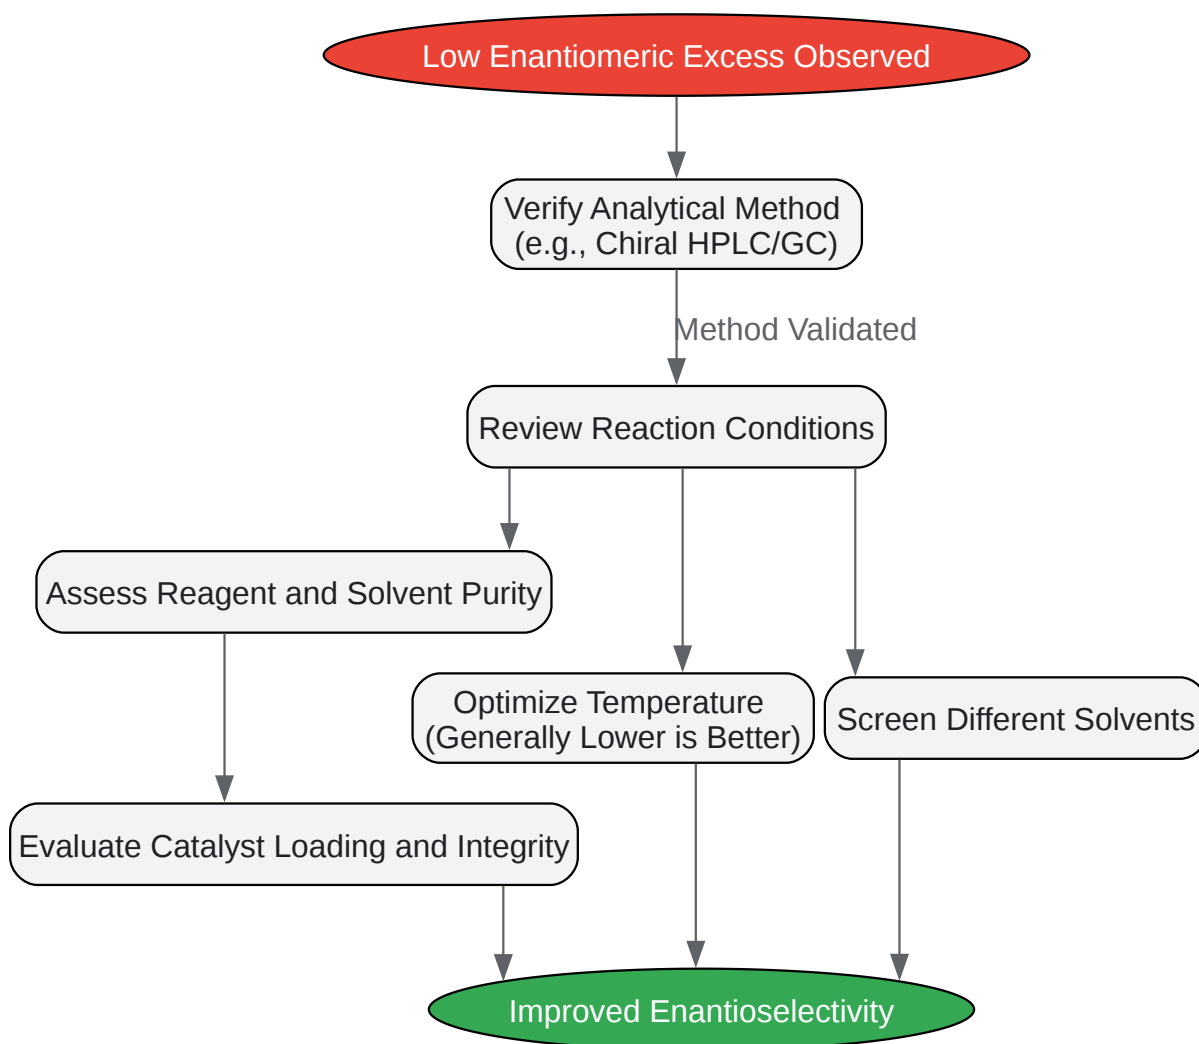 Low Enantiomeric Excess Observed
Verify Analytical Method
(e.g., Chiral HPLC/GC)
Method Validated
Review Reaction Conditions
Assess Reagent and Solvent Purity
Optimize Temperature
(Generally Lower is Better)
Screen Different Solvents
Evaluate Catalyst Loading and Integrity
Improved Enantioselectivity